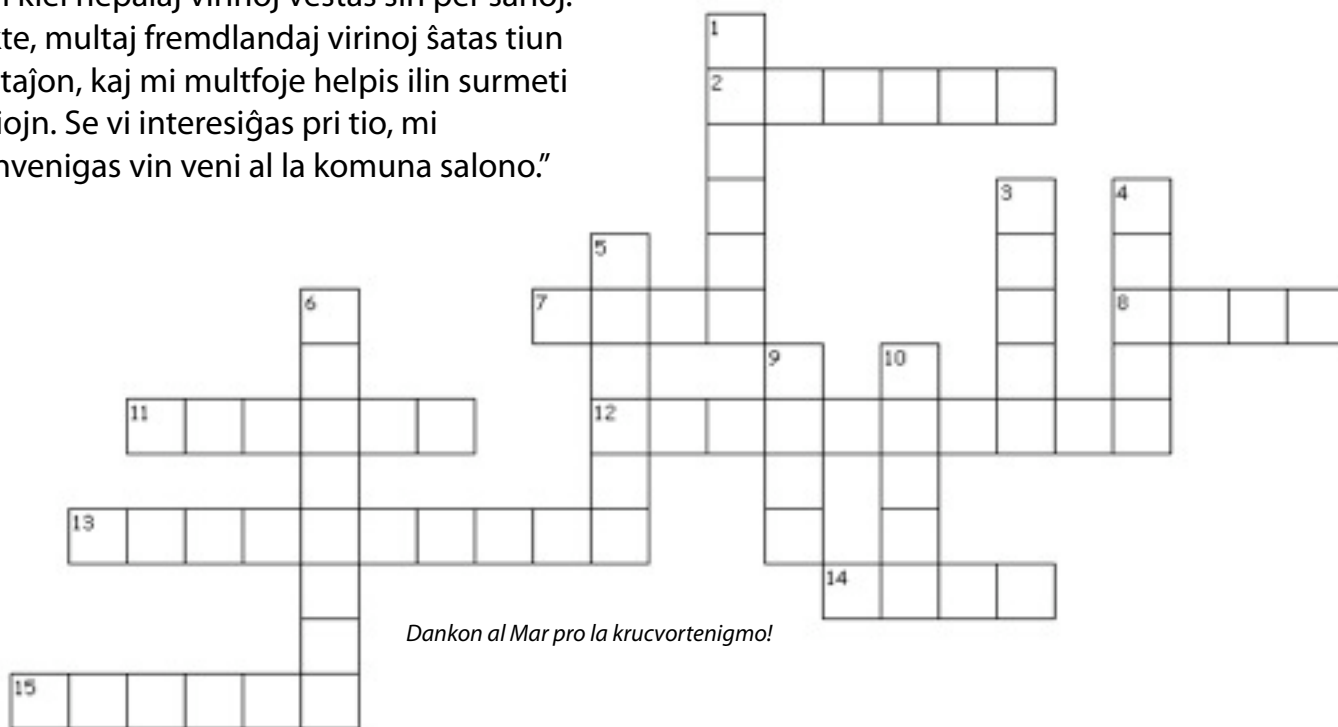 kiel nepalaj virinoj vestas sin per sarioj.
kte, multaj fremdlandaj virinoj ŝatas tiun
taĵon, kaj mi multfoje helpis ilin surmeti
iojn. Se vi interesiĝas pri tio, mi
nvenigas vin veni al la komuna salono.”
1
2
3 4
5
6 7 8
9 10
11 12
13
14
Dankon al Mar pro la krucvortenigmo!
15